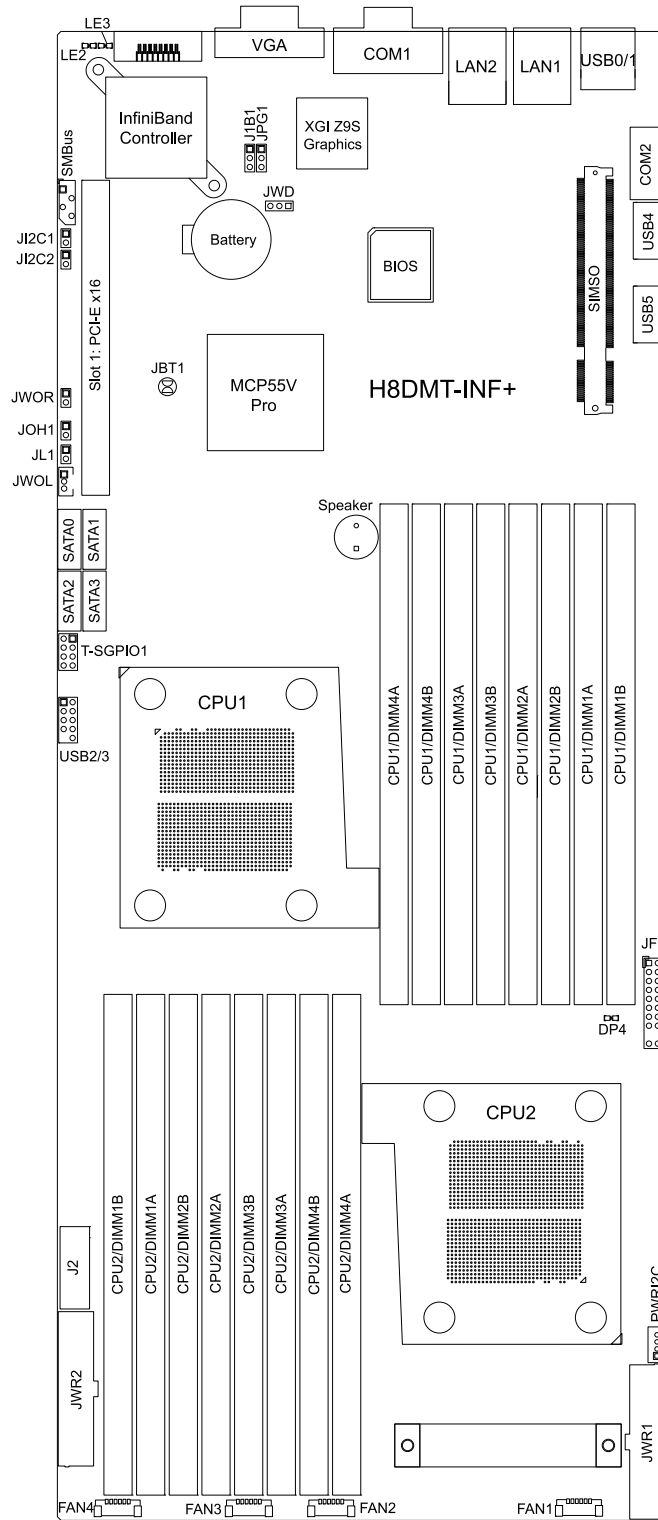 LE3
LE2
VGA
COM1
LAN2
LAN1
USB0/1
InfiniBand
Controller
J1B1
JPG1
XGI Z9S
Graphics
SMBus
JWD
COM2
JI2C1
JI2C2
Battery
BIOS
USB4
SIMSO
USB5
Slot 1: PCI-E x16
JBT1
MCP55V
Pro
H8DMT-INF+
JWOR
JOH1
JL1
JWOL
Speaker
SATA0
SATA1
SATA2
SATA3
T-SGPIO1
USB2/3
CPU1
CPU1/DIMM4A
CPU1/DIMM4B
CPU1/DIMM3A
CPU1/DIMM3B
CPU1/DIMM2A
CPU1/DIMM2B
CPU1/DIMM1A
CPU1/DIMM1B
JF
DP4
CPU2
CPU2/DIMM1B
CPU2/DIMM1A
CPU2/DIMM2B
CPU2/DIMM2A
CPU2/DIMM3B
CPU2/DIMM3A
CPU2/DIMM4B
CPU2/DIMM4A
J2
PWRI2C
JWR2
JWR1
FAN4
FAN3
FAN2
FAN1